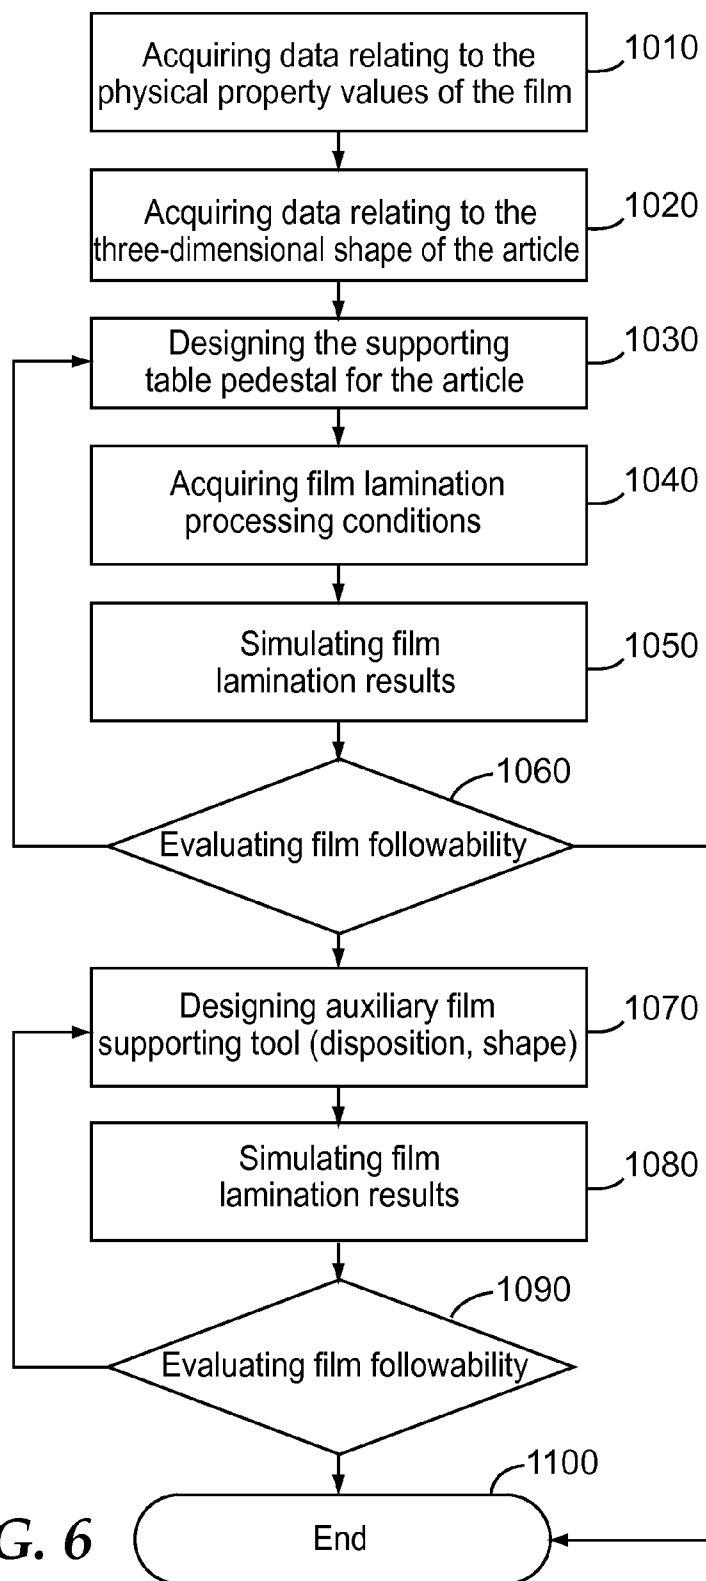 Acquiring data relating to the
physical property values of the film
1010
Acquiring data relating to the
three-dimensional shape of the article
1020
Designing the supporting
table pedestal for the article
1030
Acquiring film lamination
processing conditions
1040
Simulating film
lamination results
1050
1060
Evaluating film followability
Designing auxiliary film
supporting tool (disposition, shape)
1070
Simulating film
lamination results
1080
1090
Evaluating film followability
1100
End
G. 6